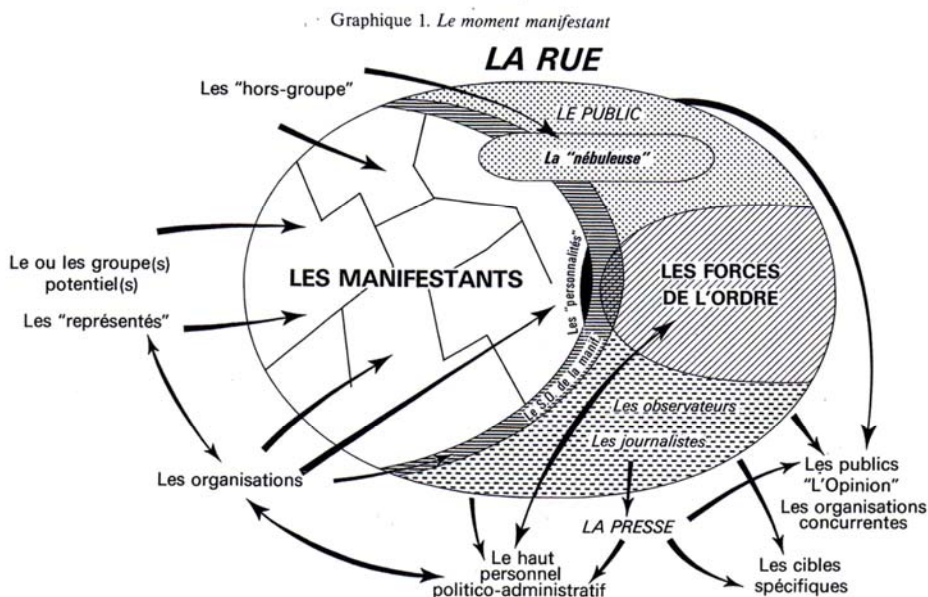 Graphique 1. Le moment manifestant
LA RUE
Les "hors-groupe"
LE PUBLIC
La "nébuleuse"
Le ou les groupe(s)
potentiel(s)
Les "représentés"
LES MANIFESTANTS
Les "personnalités"
Le S.O. de la manif.
LES FORCES
DE L'ORDRE
Les observateurs
Les journalistes
Les organisations
LA PRESSE
Les publics
"L'Opinion"
Les organisations
concurrentes
Le haut
personnel
politico-administratif
Les cibles
spécifiques